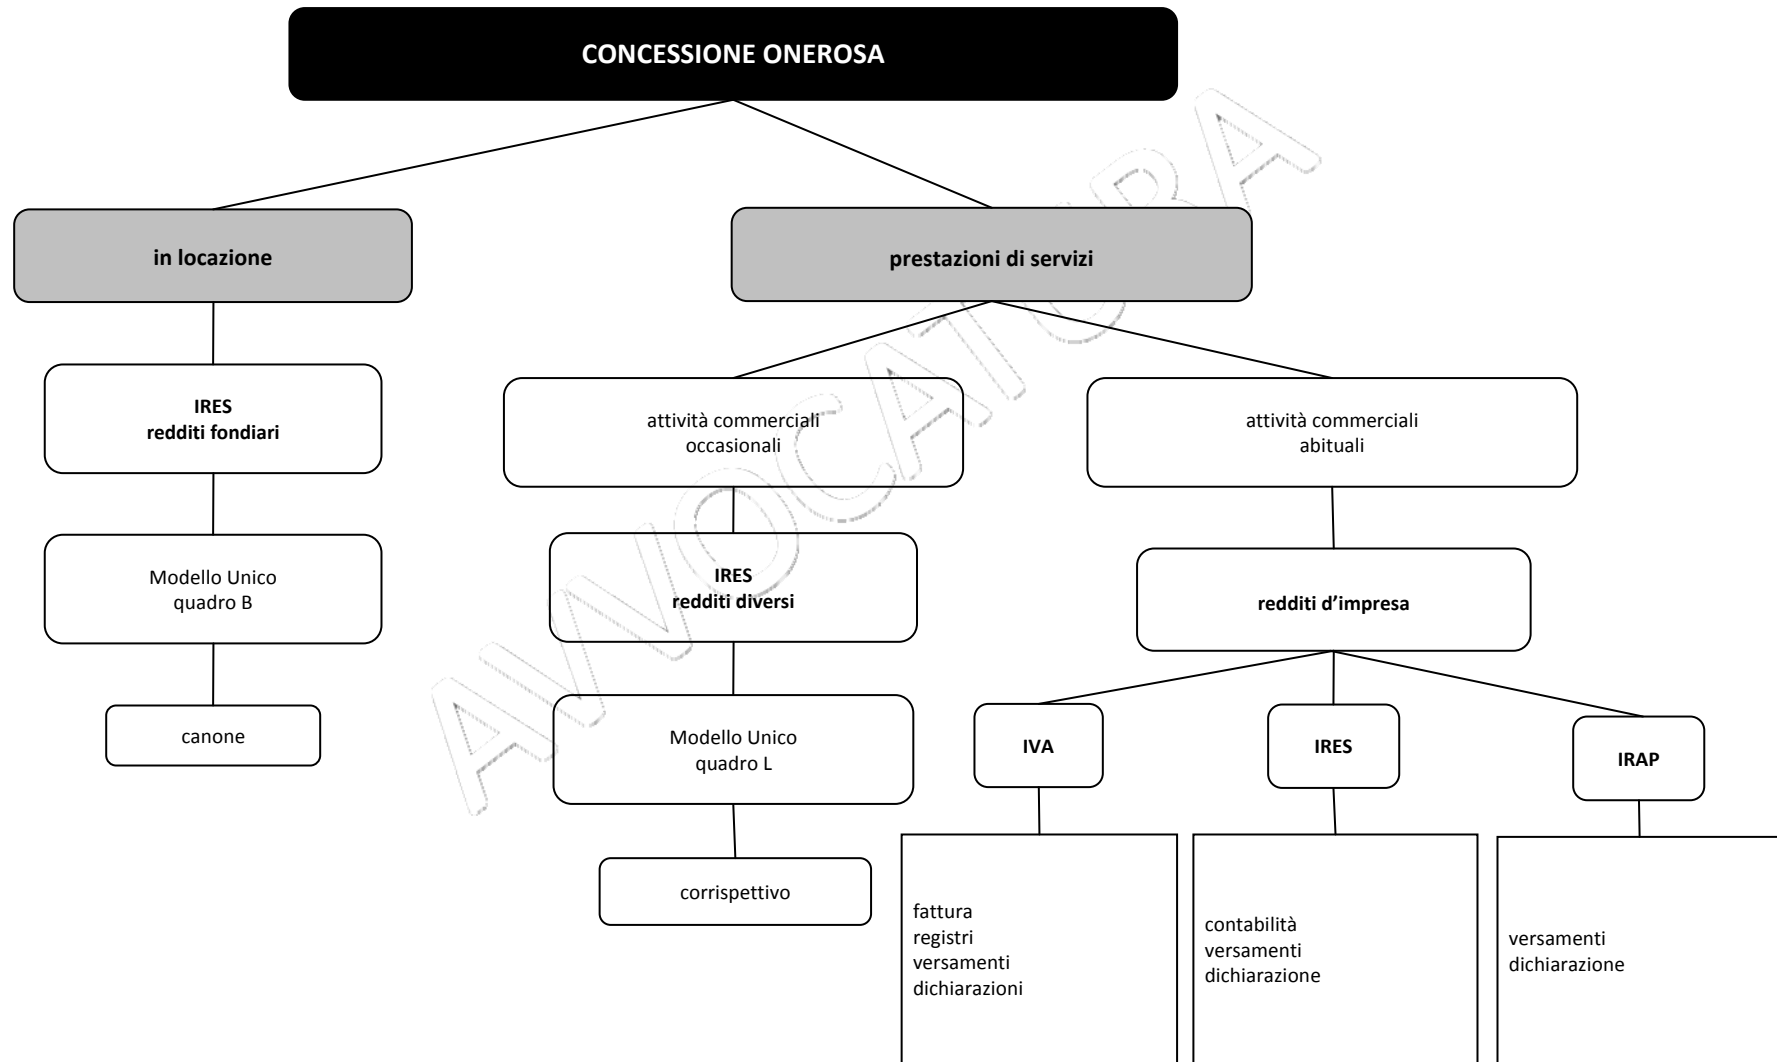 CONCESSIONE ONEROSA
in locazione
prestazioni di servizi
IRES
redditi fondiari
attività commerciali
occasionali
attività commerciali
abituali
Modello Unico
quadro B
IRES
redditi diversi
redditi d’impresa
canone
Modello Unico
quadro L
IVA
IRES
IRAP
corrispettivo
fattura
registri
versamenti
dichiarazioni
contabilità
versamenti
dichiarazione
versamenti
dichiarazione
AVVOCATURA